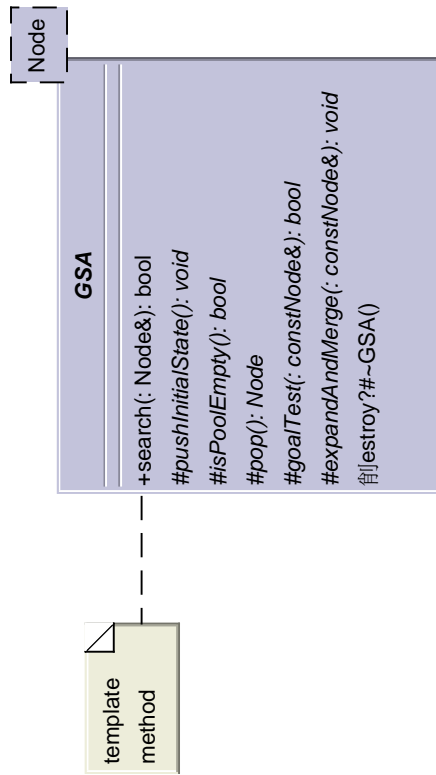 Node
GSA
+search(: Node&): bool
#pushInitialState(): void
#isPoolEmpty(): bool
#pop(): Node
#goalTest(: constNode&): bool
#expandAndMerge(: constNode&): void
削estroy?#~GSA()
template
method